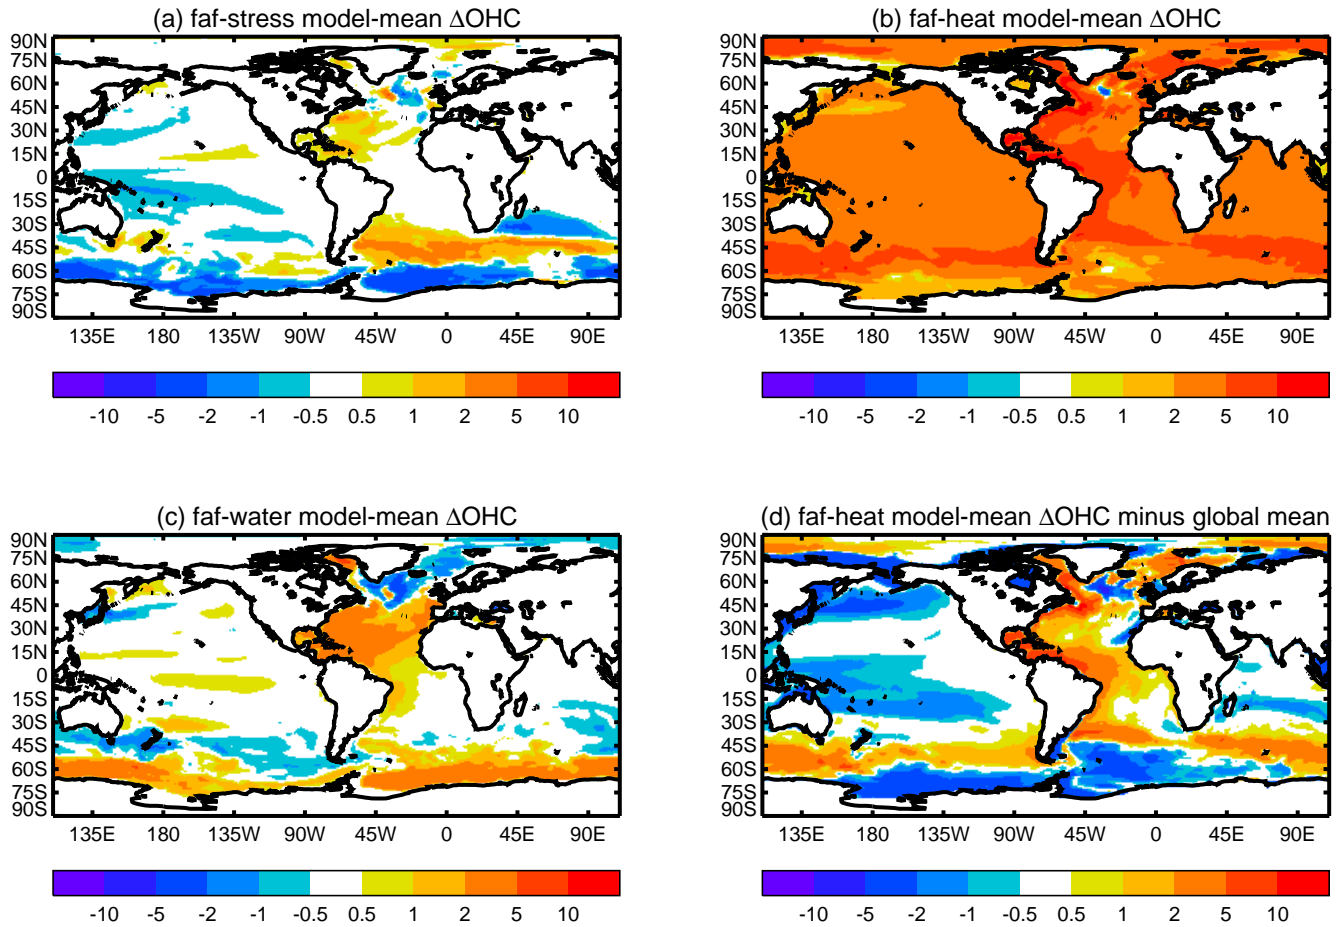 (a) faf-stress model-mean ΔOHC
90N
75N
60N
45N
30N
15N
0
15S
30S
45S
60S
75S
90S
135E 180 135W 90W 45W 0 45E 90E
-10 -5 -2 -1 -0.5 0.5 1 2 5 10
(b) faf-heat model-mean ΔOHC
90N
75N
60N
45N
30N
15N
0
15S
30S
45S
60S
75S
90S
135E 180 135W 90W 45W 0 45E 90E
-10 -5 -2 -1 -0.5 0.5 1 2 5 10
(c) faf-water model-mean ΔOHC
90N
75N
60N
45N
30N
15N
0
15S
30S
45S
60S
75S
90S
135E 180 135W 90W 45W 0 45E 90E
-10 -5 -2 -1 -0.5 0.5 1 2 5 10
(d) faf-heat model-mean ΔOHC minus global mean
90N
75N
60N
45N
30N
15N
0
15S
30S
45S
60S
75S
90S
135E 180 135W 90W 45W 0 45E 90E
-10 -5 -2 -1 -0.5 0.5 1 2 5 10